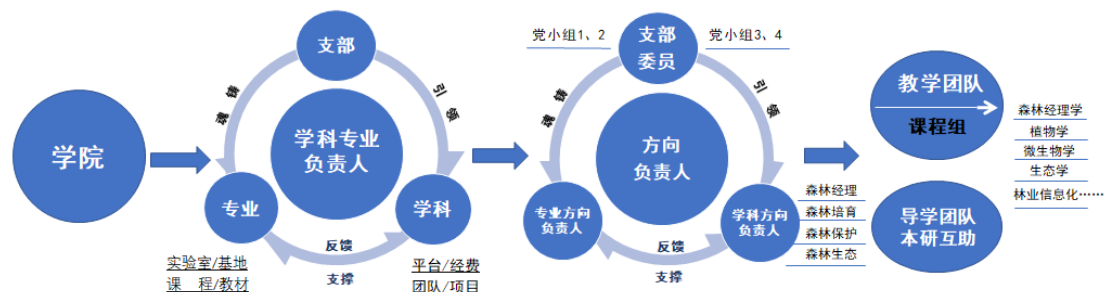 学院
支部
铸魂
引领
学科专业
负责人
专业
学科
反馈
支撑
实验室/基地
课 程/教材
平台/经费
团队/项目
党小组1、2
支部
委员
党小组3、4
铸魂
引领
方向
负责人
专业方向
负责人
学科方向
负责人
反馈
支撑
森林经理
森林培育
森林保护
森林生态
教学团队
课程组
森林经理学
植物学
微生物学
生态学
林业信息化……
导学团队
本研互助